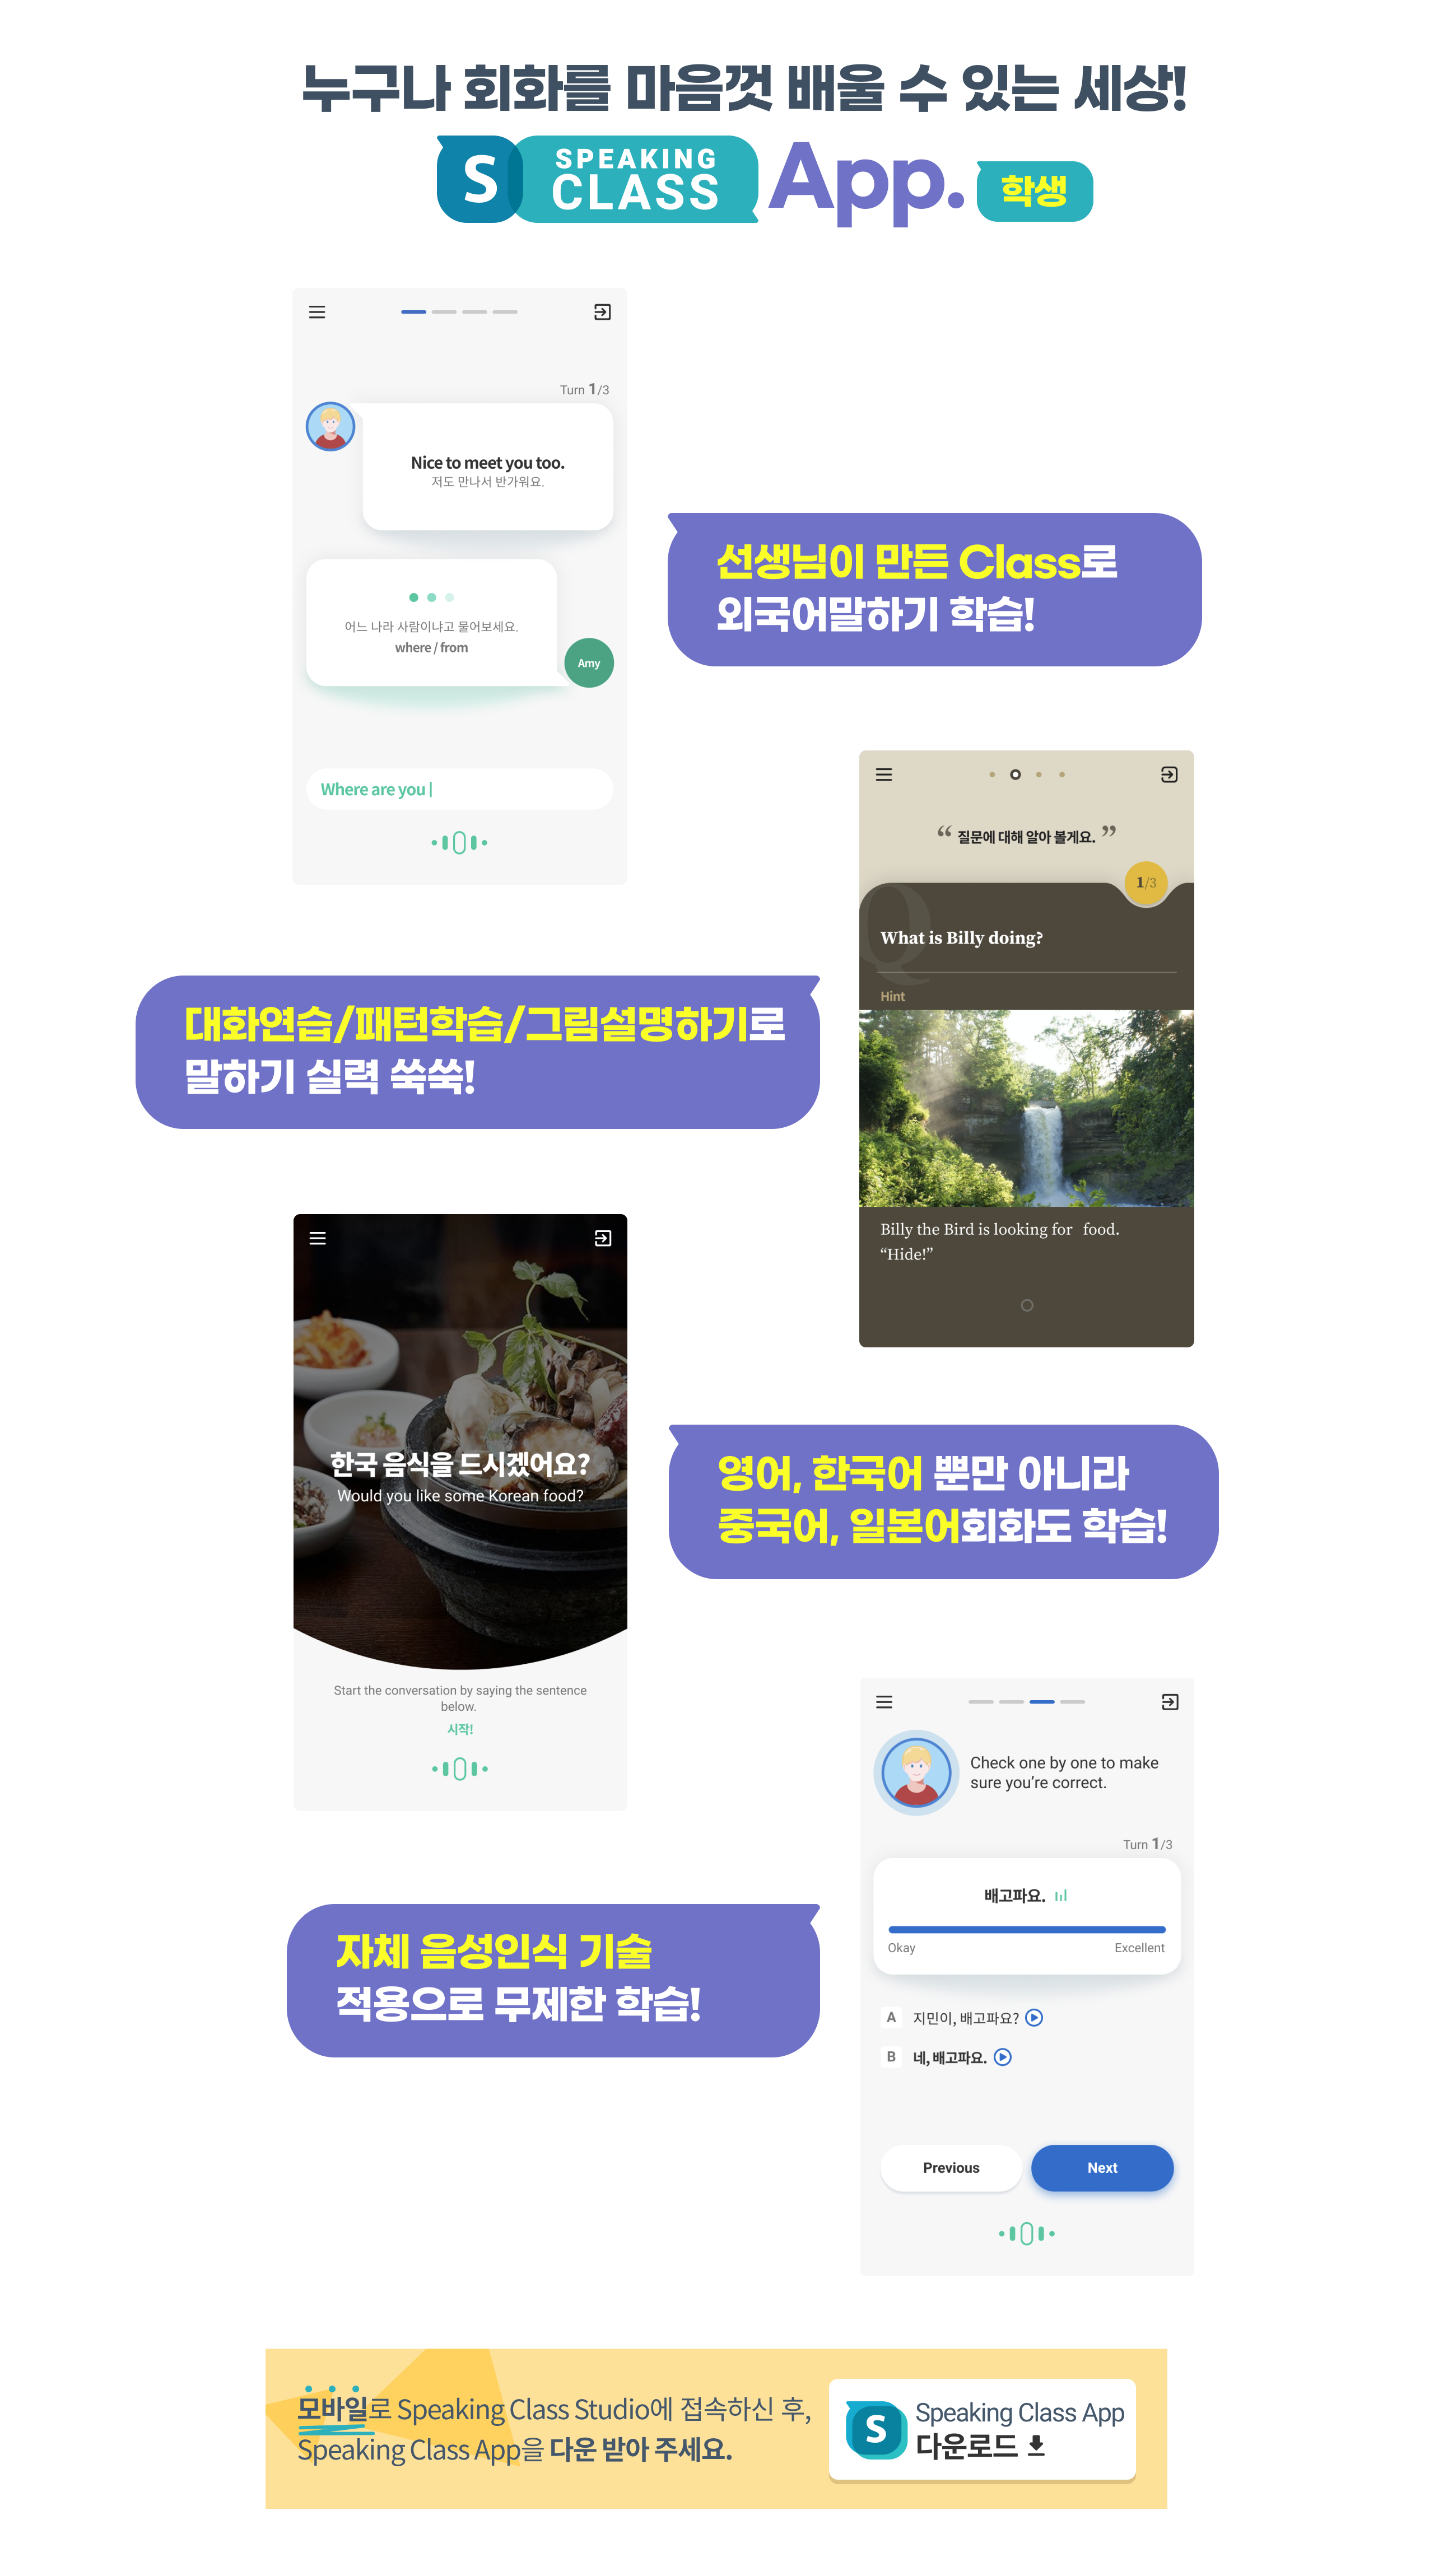 누구나 회화를 마음껏 배울 수 있는 세상!
S SPEAKING CLASS App. 학생
Turn 1/3
Nice to meet you too.
저도 만나서 반가워요.
어느 나라 사람이냐고 물어보세요.
where / from
Amy
Where are you
선생님이 만든 Class로
외국어말하기 학습!
“ 질문에 대해 알아 볼게요. ”
1/3
Q
What is Billy doing?
Hint
Billy the Bird is looking for food.
“Hide!”
대화연습/패턴학습/그림설명하기로
말하기 실력 쑥쑥!
한국 음식을 드시겠어요?
Would you like some Korean food?
Start the conversation by saying the sentence
below.
시작!
영어, 한국어 뿐만 아니라
중국어, 일본어회화도 학습!
Check one by one to make
sure you’re correct.
Turn 1/3
배고파요.
Okay Excellent
A 지민이, 배고파요?
B 네, 배고파요.
Previous Next
자체 음성인식 기술
적용으로 무제한 학습!
모바일로 Speaking Class Studio에 접속하신 후,
Speaking Class App을 다운 받아 주세요.
S Speaking Class App
다운로드